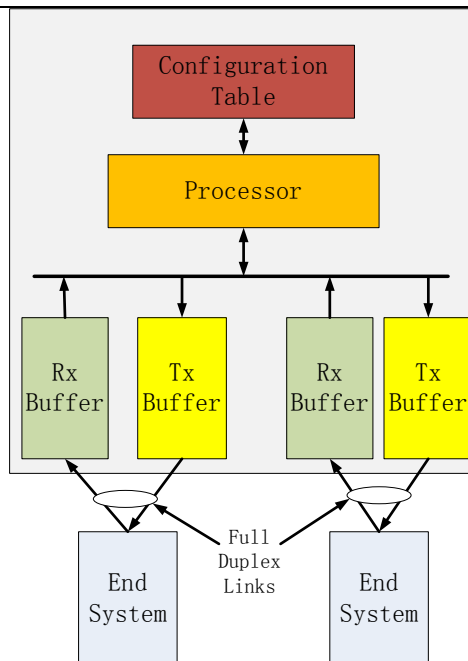 Configuration
Table
Processor
Rx
Buffer
Tx
Buffer
Rx
Buffer
Tx
Buffer
Full
Duplex
Links
End
System
End
System